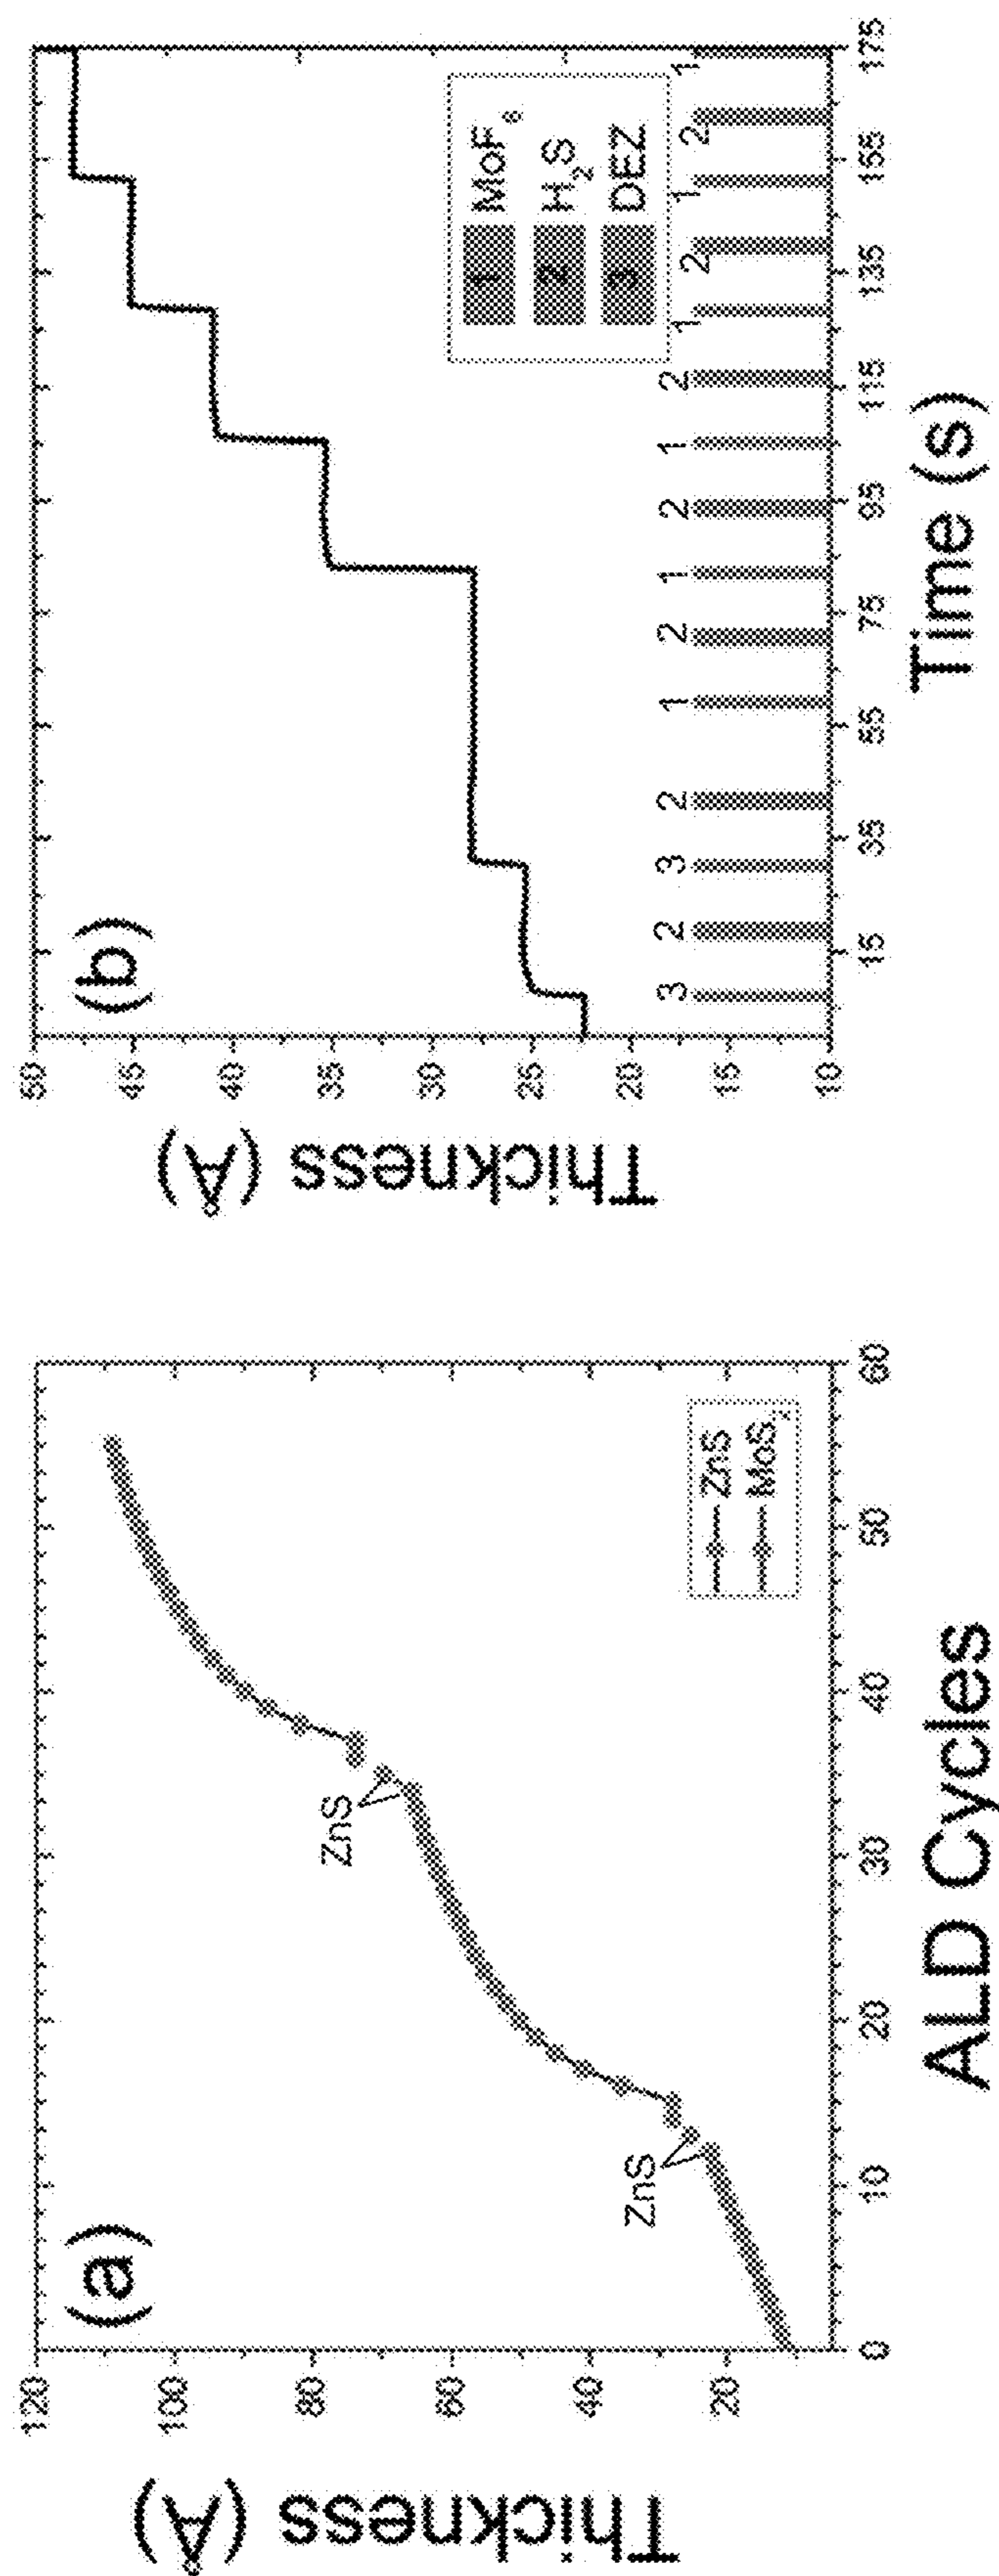 (a)
Thickness (Å)
120
100
80
60
40
20
ZnS
ZnS
ZnS
MoSₓ
0 10 20 30 40 50 60
ALD Cycles
(b)
Thickness (Å)
50
45
40
35
30
25
20
15
10
1 MoF₆
2 H₂S
3 DEZ
3 2 3 2 1 2 1 2 1 2 1 2 1 2 1
15 35 55 75 95 115 135 155 175
Time (s)